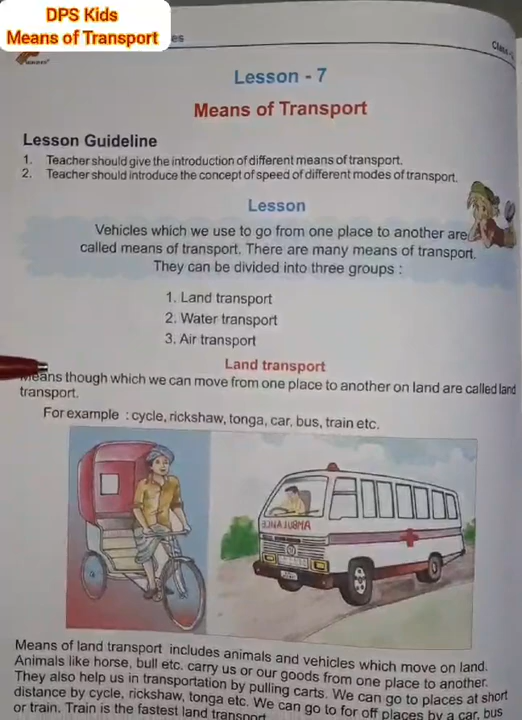 DPS Kids
Means of Transport
Lesson - 7
Means of Transport
Lesson Guideline
1. Teacher should give the introduction of different means of transport.
2. Teacher should introduce the concept of speed of different modes of transport.
Lesson
Vehicles which we use to go from one place to another are
called means of transport. There are many means of transport.
They can be divided into three groups :
1. Land transport
2. Water transport
3. Air transport
Land transport
Means though which we can move from one place to another on land are called land
transport.
For example : cycle, rickshaw, tonga, car, bus, train etc.
AMBULANCE
Means of land transport includes animals and vehicles which move on land.
Animals like horse, bull etc. carry us or our goods from one place to another.
They also help us in transportation by pulling carts. We can go to places at short
distance by cycle, rickshaw, tonga etc. We can go to for off places by a car, bus
or train. Train is the fastest land transport